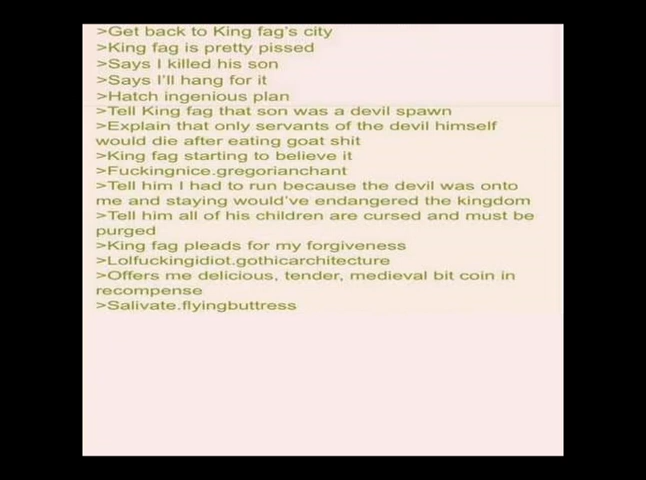 >Get back to King fag's city
>King fag is pretty pissed
>Says I killed his son
>Says I'll hang for it
>Hatch ingenious plan
>Tell King fag that son was a devil spawn
>Explain that only servants of the devil himself
would die after eating goat shit
>King fag starting to believe it
>Fuckingnice.gregorianchant
>Tell him I had to run because the devil was onto
me and staying would've endangered the kingdom
>Tell him all of his children are cursed and must be
purged
>King fag pleads for my forgiveness
>Lolfuckingidiot.gothicarchitecture
>Offers me delicious, tender, medieval bit coin in
recompense
>Salivate.flyingbuttress